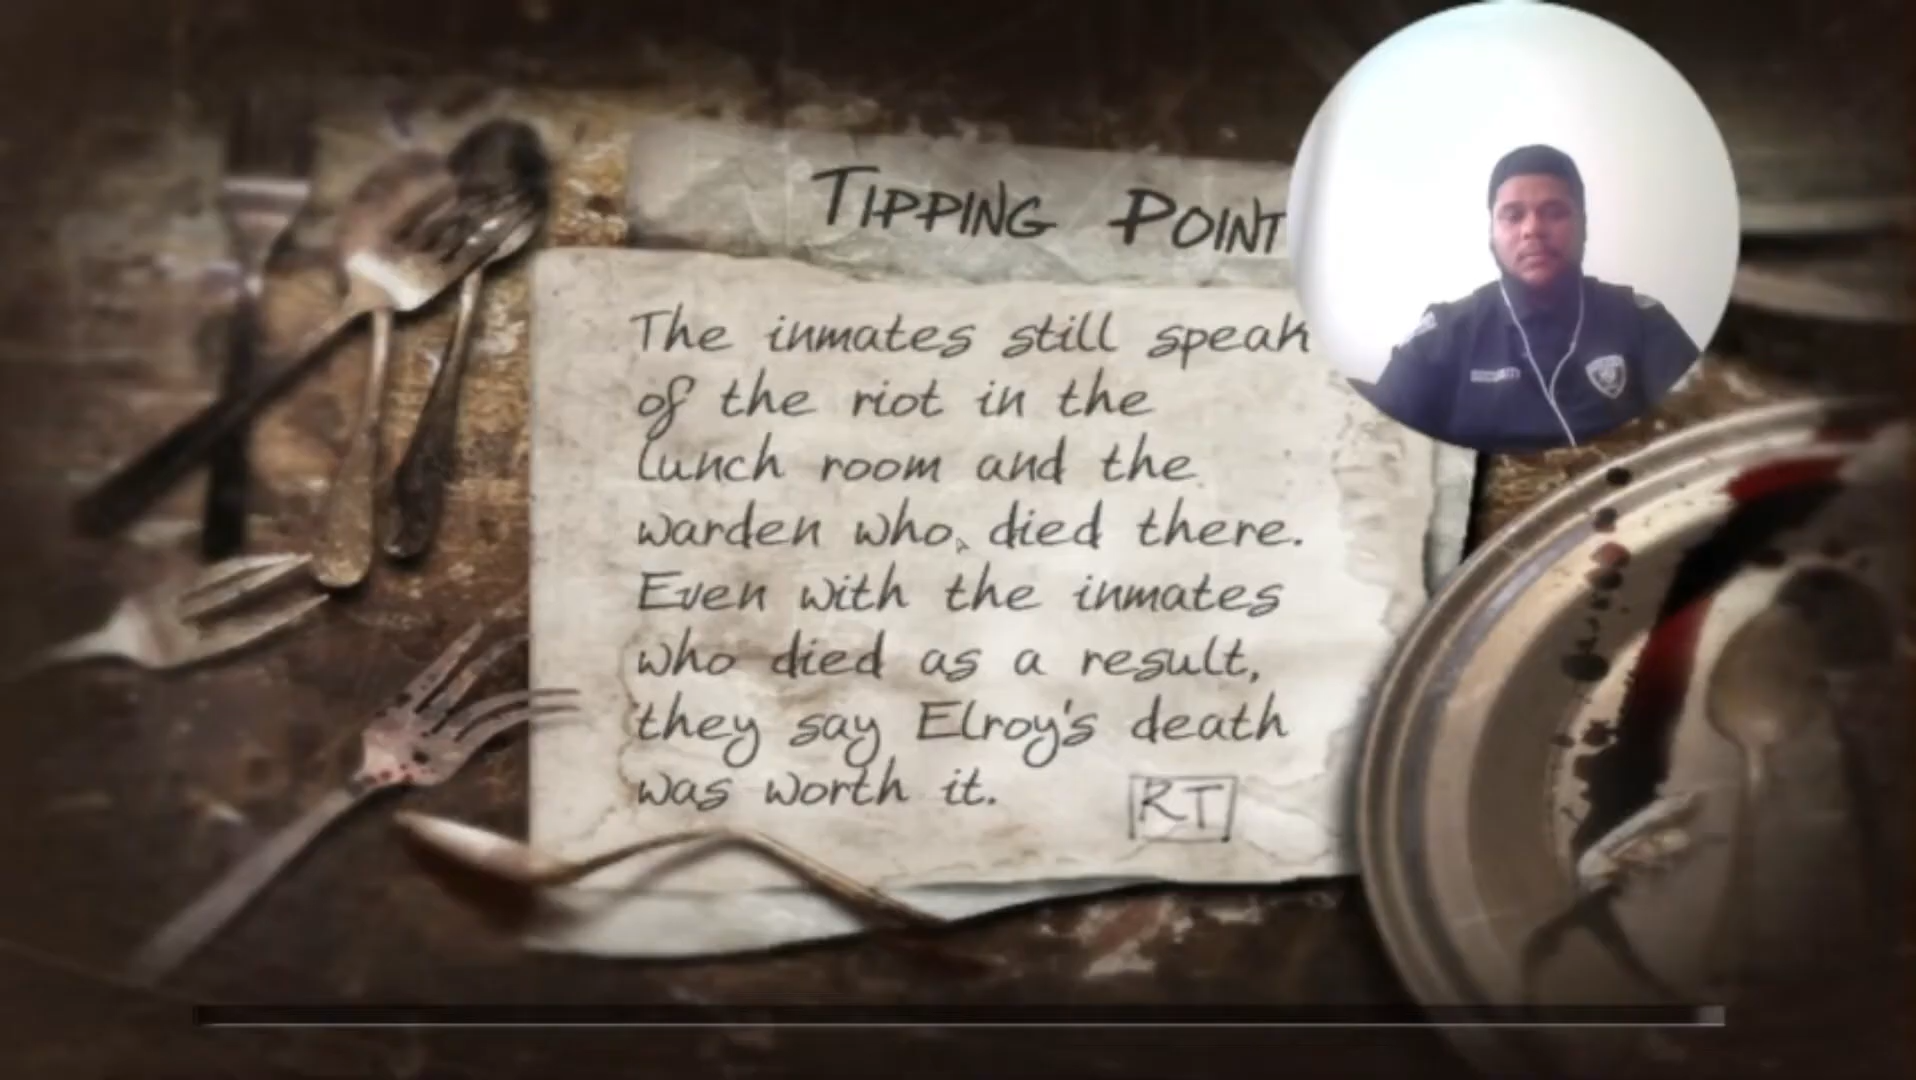 TIPPING POINT
The inmates still speak
of the riot in the
lunch room and the
warden who died there.
Even with the inmates
who died as a result,
they say Elroy's death
was worth it.
RT